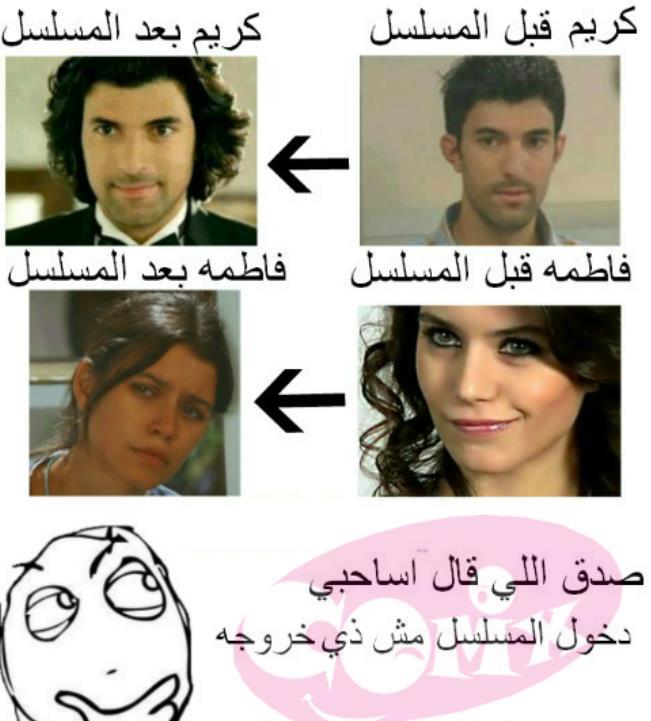 كريم قبل المسلسل
كريم بعد المسلسل
فاطمه قبل المسلسل
فاطمه بعد المسلسل
صدق اللي قال اساحبي
دخول المسلسل مش ذي خروجه
COMIX